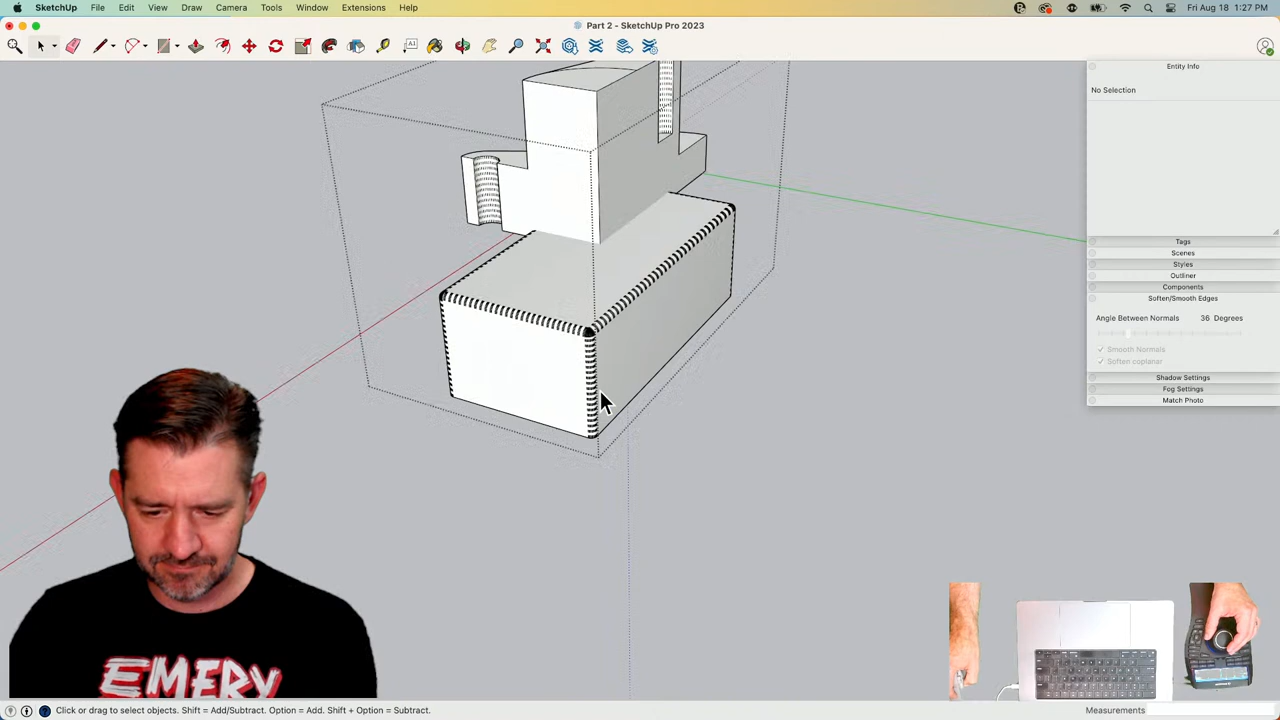 SketchUp File Edit View Draw Camera Tools Window Extensions Help Fri Aug 18 1:27 PM
Part 2 - SketchUp Pro 2023
A1
Entity Info
No Selection
Tags
Scenes
Styles
Outliner
Components
Soften/Smooth Edges
Angle Between Normals 36 Degrees
Smooth Normals
Soften coplanar
Shadow Settings
Fog Settings
Match Photo
EMERY
Click or drag to select objects. Shift = Add/Subtract. Option = Add. Shift + Option = Subtract.
Measurements